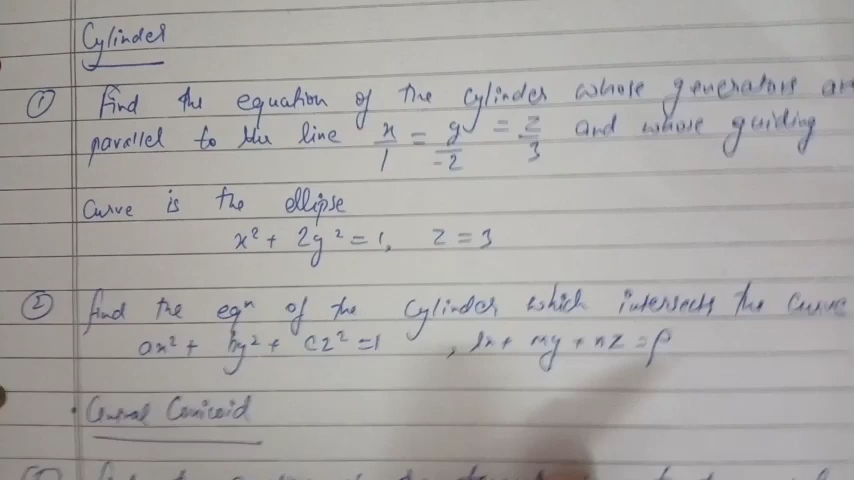 Cylinder
① Find the equation of the cylinder whose generators are
parallel to the line x/1 = y/-2 = z/3 and whose guiding
curve is the ellipse
x² + 2y² = 1, z = 3
② find the eqⁿ of the cylinder which intersects the curve
ax² + by² + cz² = 1 , lx + my + nz = p
• Central Conicoid